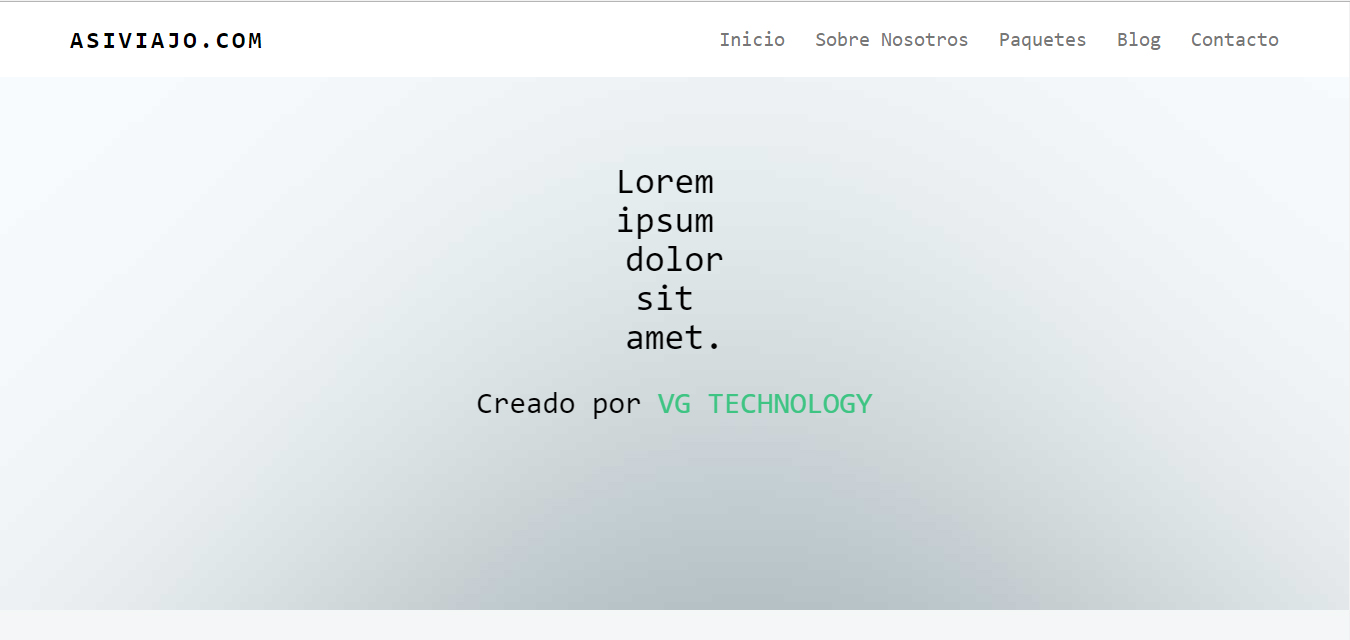 ASIVIAJO.COM
Inicio Sobre Nosotros Paquetes Blog Contacto
Lorem
ipsum
dolor
sit
amet.
Creado por VG TECHNOLOGY